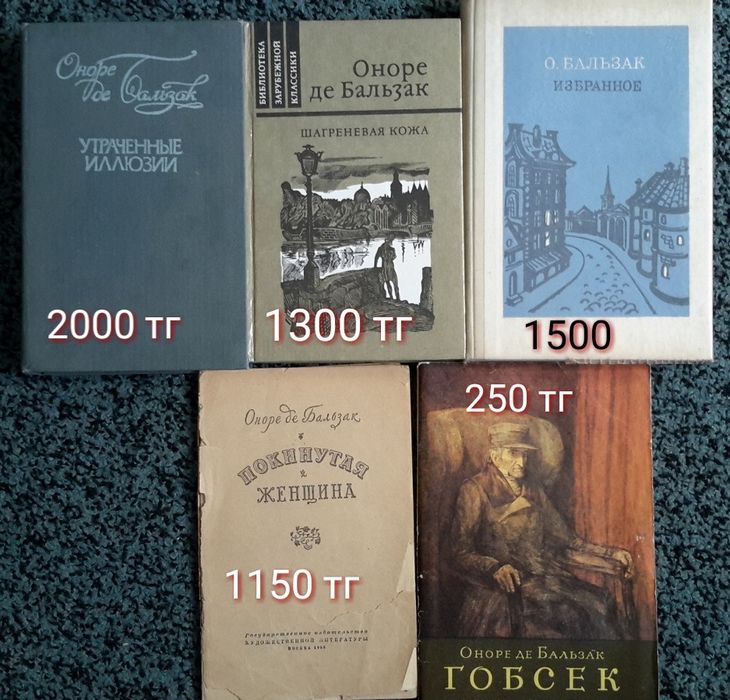 Оноре
де Бальзак
УТРАЧЕННЫЕ
ИЛЛЮЗИИ
2000 тг
БИБЛИОТЕКА
ЗАРУБЕЖНОЙ
КЛАССИКИ
Оноре
де Бальзак
ШАГРЕНЕВАЯ КОЖА
1300 тг
О. БАЛЬЗАК
ИЗБРАННОЕ
1500
Оноре де Бальзак
ПОКИНУТАЯ
ЖЕНЩИНА
1150 тг
Государственное издательство
ХУДОЖЕСТВЕННОЙ ЛИТЕРАТУРЫ
250 тг
Оноре де Бальзак
ГОБСЕК